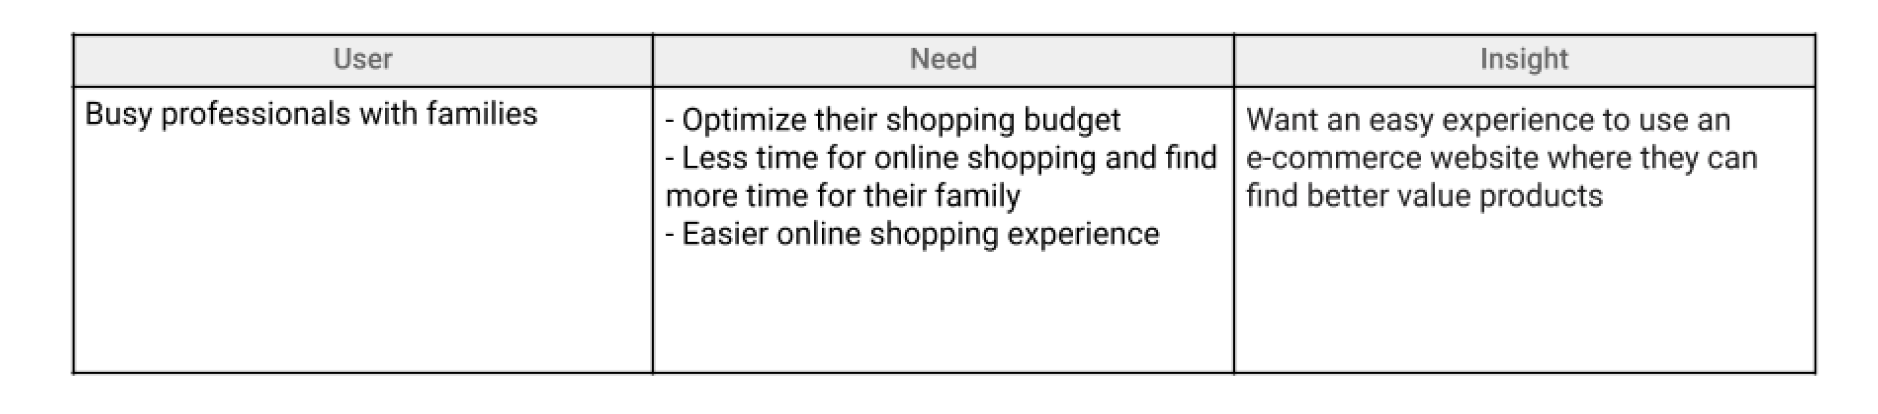 User
Need
Insight
Busy professionals with families
- Optimize their shopping budget
- Less time for online shopping and find
more time for their family
- Easier online shopping experience
Want an easy experience to use an
e-commerce website where they can
find better value products